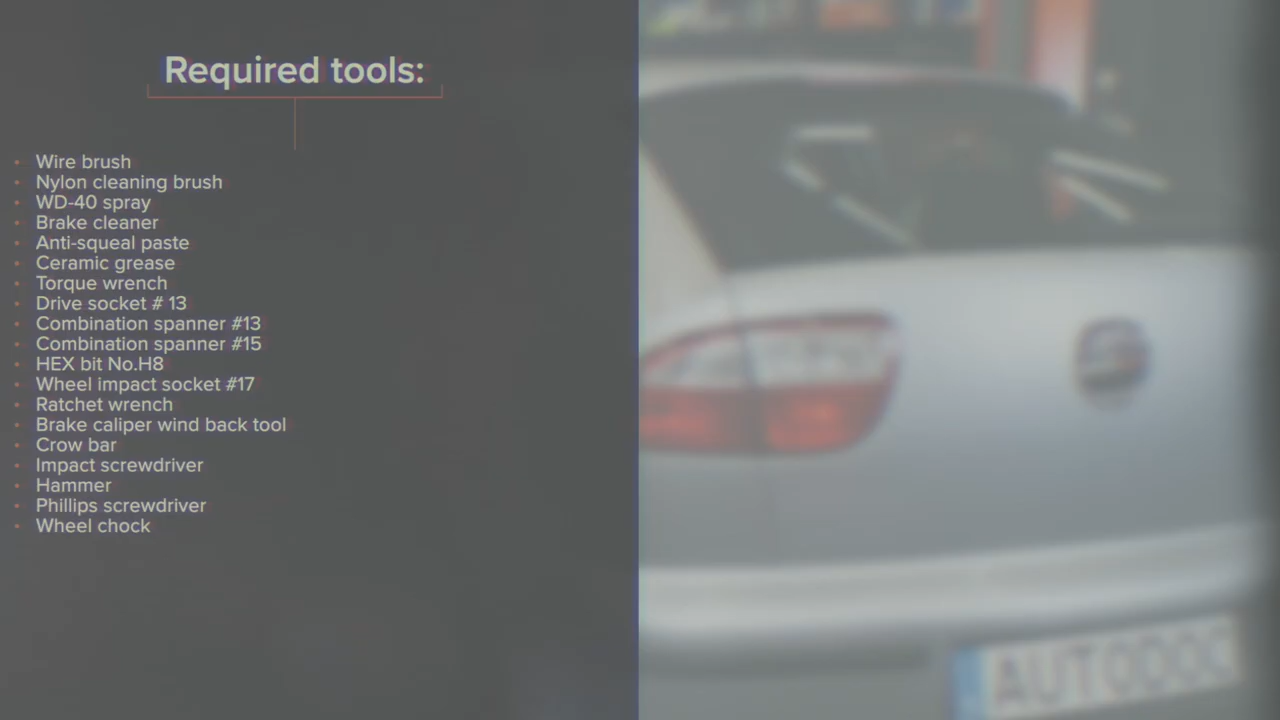 Required tools:
Wire brush
Nylon cleaning brush
WD-40 spray
Brake cleaner
Anti-squeal paste
Ceramic grease
Torque wrench
Drive socket # 13
Combination spanner #13
Combination spanner #15
HEX bit No.H8
Wheel impact socket #17
Ratchet wrench
Brake caliper wind back tool
Crow bar
Impact screwdriver
Hammer
Phillips screwdriver
Wheel chock
AUTODOC